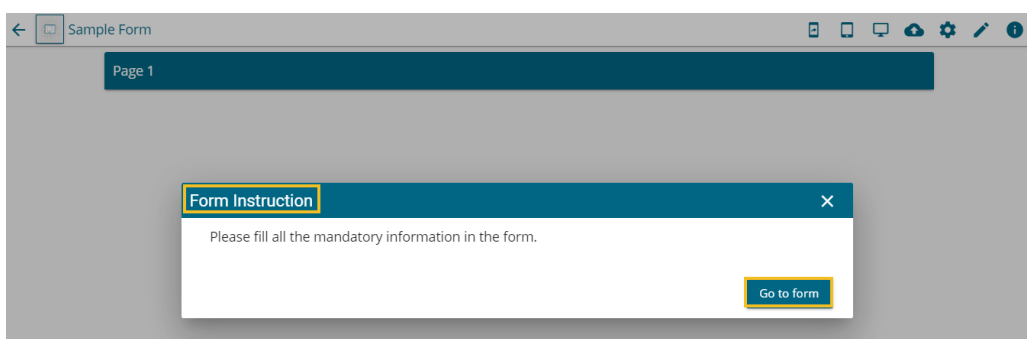 Sample Form
Page 1
Form Instruction
Please fill all the mandatory information in the form.
Go to form